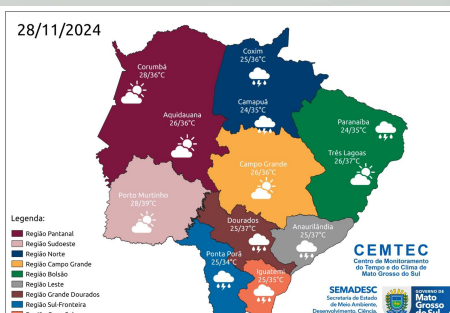 28/11/2024
Coxim
25/36°C
Corumbá
28/36°C
Camapuã
24/35°C
Aquidauana
26/36°C
Paranaíba
24/35°C
Três Lagoas
26/37°C
Campo Grande
26/36°C
Porto Murtinho
28/39°C
Dourados
25/37°C
Anaurilândia
25/37°C
Ponta Porã
25/34°C
Iguatemi
25/35°C
Legenda:
Região Pantanal
Região Sudoeste
Região Norte
Região Campo Grande
Região Bolsão
Região Leste
Região Grande Dourados
Região Sul-Fronteira
CEMTEC
Centro de Monitoramento
do Tempo e do Clima de
Mato Grosso do Sul
SEMADESC
Secretaria de Estado
de Meio Ambiente,
Desenvolvimento, Ciência,
GOVERNO DE
Mato
Grosso
do Sul